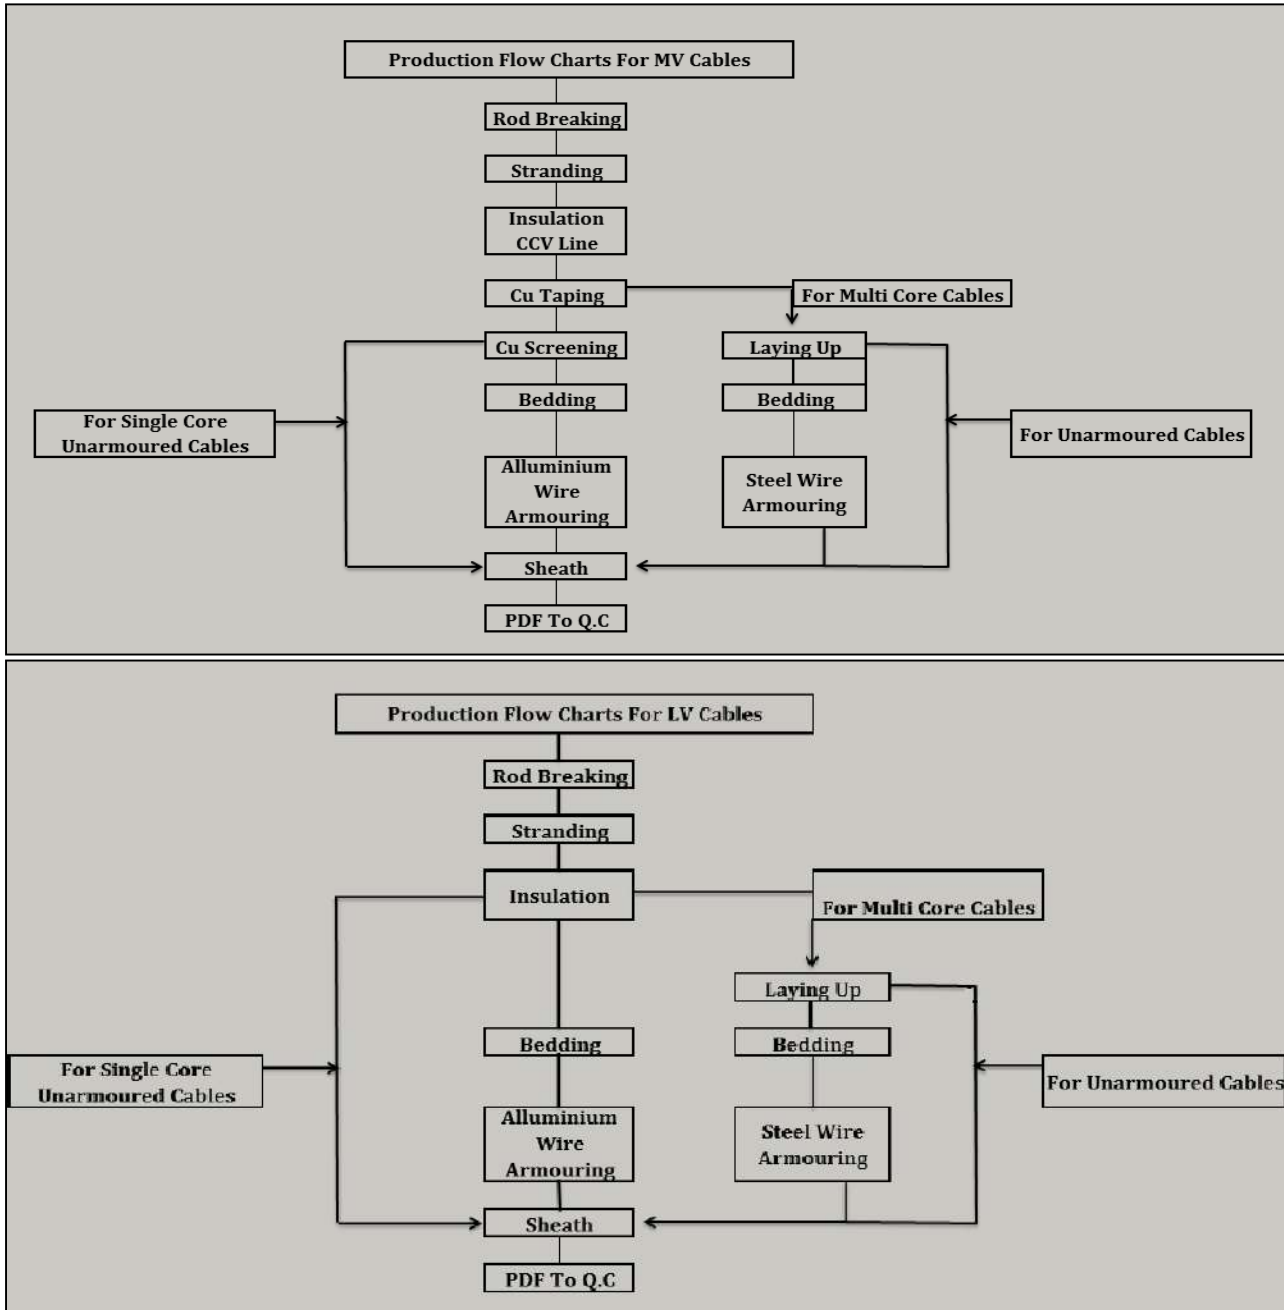 Production Flow Charts For MV Cables
Rod Breaking
Stranding
Insulation
CCV Line
Cu Taping
For Multi Core Cables
Cu Screening
Laying Up
Bedding
Bedding
For Single Core
Unarmoured Cables
For Unarmoured Cables
Alluminium
Wire
Armouring
Steel Wire
Armouring
Sheath
PDF To Q.C
Production Flow Charts For LV Cables
Rod Breaking
Stranding
Insulation
For Multi Core Cables
Laying Up
Bedding
Bedding
For Single Core
Unarmoured Cables
For Unarmoured Cables
Alluminium
Wire
Armouring
Steel Wire
Armouring
Sheath
PDF To Q.C